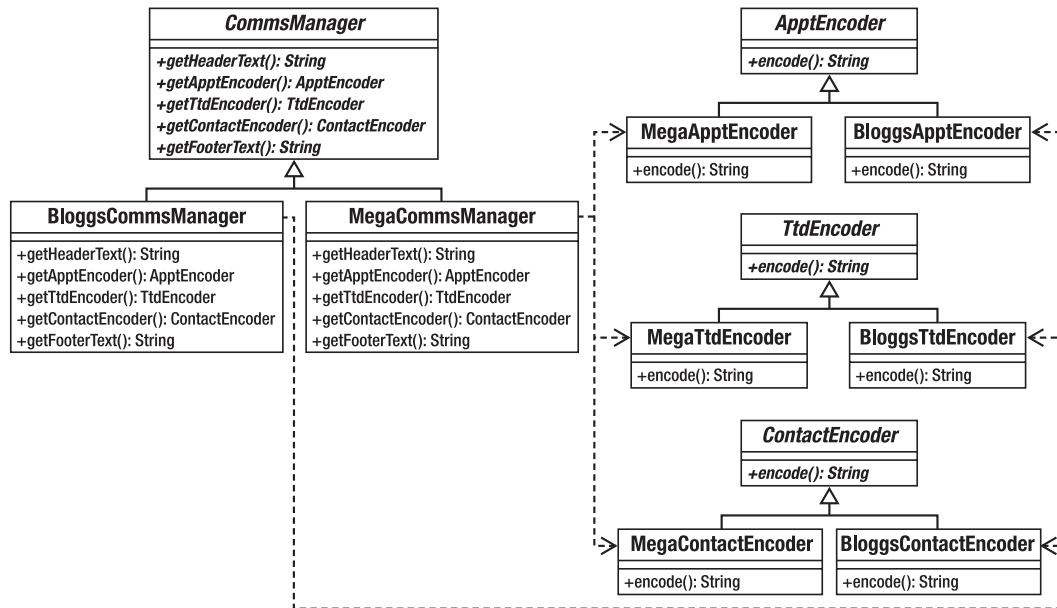 CommsManager
+getHeaderText(): String
+getApptEncoder(): ApptEncoder
+getTtdEncoder(): TtdEncoder
+getContactEncoder(): ContactEncoder
+getFooterText(): String
BloggsCommsManager
+getHeaderText(): String
+getApptEncoder(): ApptEncoder
+getTtdEncoder(): TtdEncoder
+getContactEncoder(): ContactEncoder
+getFooterText(): String
MegaCommsManager
+getHeaderText(): String
+getApptEncoder(): ApptEncoder
+getTtdEncoder(): TtdEncoder
+getContactEncoder(): ContactEncoder
+getFooterText(): String
ApptEncoder
+encode(): String
MegaApptEncoder
+encode(): String
BloggsApptEncoder
+encode(): String
TtdEncoder
+encode(): String
MegaTtdEncoder
+encode(): String
BloggsTtdEncoder
+encode(): String
ContactEncoder
+encode(): String
MegaContactEncoder
+encode(): String
BloggsContactEncoder
+encode(): String